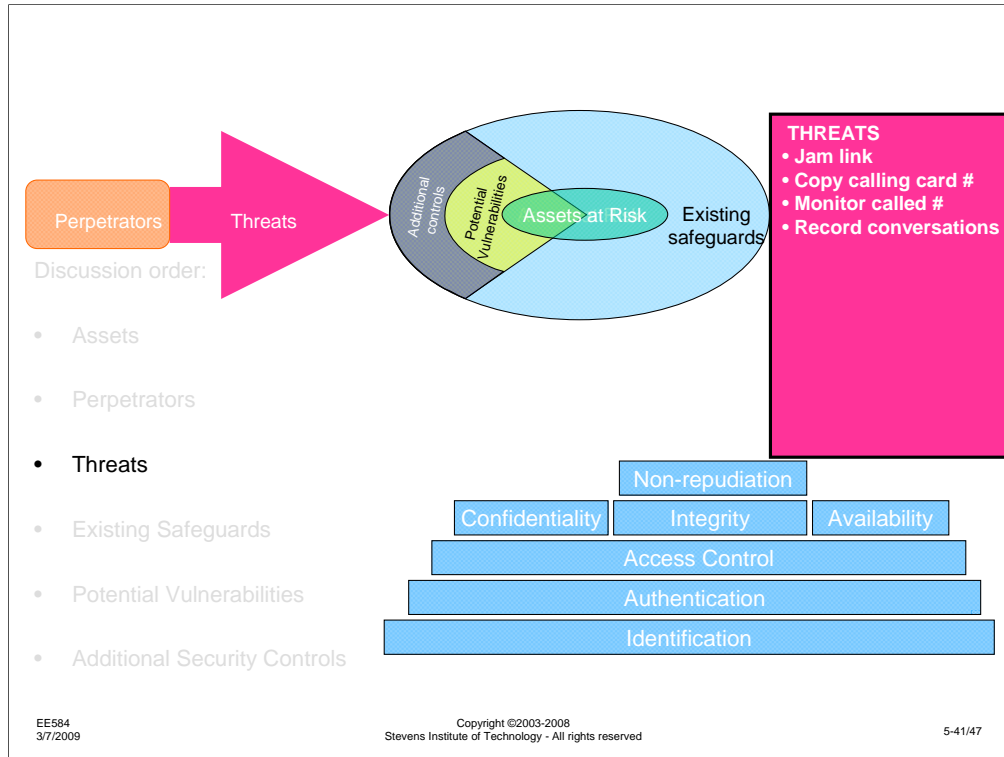 Perpetrators
Threats
Additional
controls
Potential
Vulnerabilities
Assets at Risk
Existing
safeguards
THREATS
• Jam link
• Copy calling card #
• Monitor called #
• Record conversations
Discussion order:
• Assets
• Perpetrators
• Threats
• Existing Safeguards
• Potential Vulnerabilities
• Additional Security Controls
Non-repudiation
Confidentiality
Integrity
Availability
Access Control
Authentication
Identification
EE584
3/7/2009
Copyright ©2003-2008
Stevens Institute of Technology - All rights reserved
5-41/47